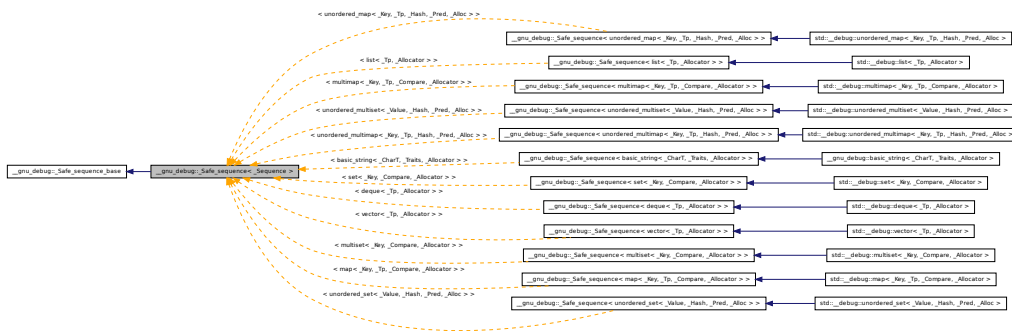 < unordered_map< _Key, _Tp, _Hash, _Pred, _Alloc > >
__gnu_debug::_Safe_sequence< unordered_map< _Key, _Tp, _Hash, _Pred, _Alloc > >
std::__debug::unordered_map< _Key, _Tp, _Hash, _Pred, _Alloc >
< list< _Tp, _Allocator > >
__gnu_debug::_Safe_sequence< list< _Tp, _Allocator > >
std::__debug::list< _Tp, _Allocator >
< multimap< _Key, _Tp, _Compare, _Allocator > >
__gnu_debug::_Safe_sequence< multimap< _Key, _Tp, _Compare, _Allocator > >
std::__debug::multimap< _Key, _Tp, _Compare, _Allocator >
< unordered_multiset< _Value, _Hash, _Pred, _Alloc > >
__gnu_debug::_Safe_sequence< unordered_multiset< _Value, _Hash, _Pred, _Alloc > >
std::__debug::unordered_multiset< _Value, _Hash, _Pred, _Alloc >
< unordered_multimap< _Key, _Tp, _Hash, _Pred, _Alloc > >
__gnu_debug::_Safe_sequence< unordered_multimap< _Key, _Tp, _Hash, _Pred, _Alloc > >
std::__debug::unordered_multimap< _Key, _Tp, _Hash, _Pred, _Alloc >
< basic_string< _CharT, _Traits, _Allocator > >
__gnu_debug::_Safe_sequence< basic_string< _CharT, _Traits, _Allocator > >
__gnu_debug::basic_string< _CharT, _Traits, _Allocator >
__gnu_debug::_Safe_sequence_base
__gnu_debug::_Safe_sequence< _Sequence >
< set< _Key, _Compare, _Allocator > >
__gnu_debug::_Safe_sequence< set< _Key, _Compare, _Allocator > >
std::__debug::set< _Key, _Compare, _Allocator >
< deque< _Tp, _Allocator > >
__gnu_debug::_Safe_sequence< deque< _Tp, _Allocator > >
std::__debug::deque< _Tp, _Allocator >
< vector< _Tp, _Allocator > >
__gnu_debug::_Safe_sequence< vector< _Tp, _Allocator > >
std::__debug::vector< _Tp, _Allocator >
< multiset< _Key, _Compare, _Allocator > >
__gnu_debug::_Safe_sequence< multiset< _Key, _Compare, _Allocator > >
std::__debug::multiset< _Key, _Compare, _Allocator >
< map< _Key, _Tp, _Compare, _Allocator > >
__gnu_debug::_Safe_sequence< map< _Key, _Tp, _Compare, _Allocator > >
std::__debug::map< _Key, _Tp, _Compare, _Allocator >
< unordered_set< _Value, _Hash, _Pred, _Alloc > >
__gnu_debug::_Safe_sequence< unordered_set< _Value, _Hash, _Pred, _Alloc > >
std::__debug::unordered_set< _Value, _Hash, _Pred, _Alloc >